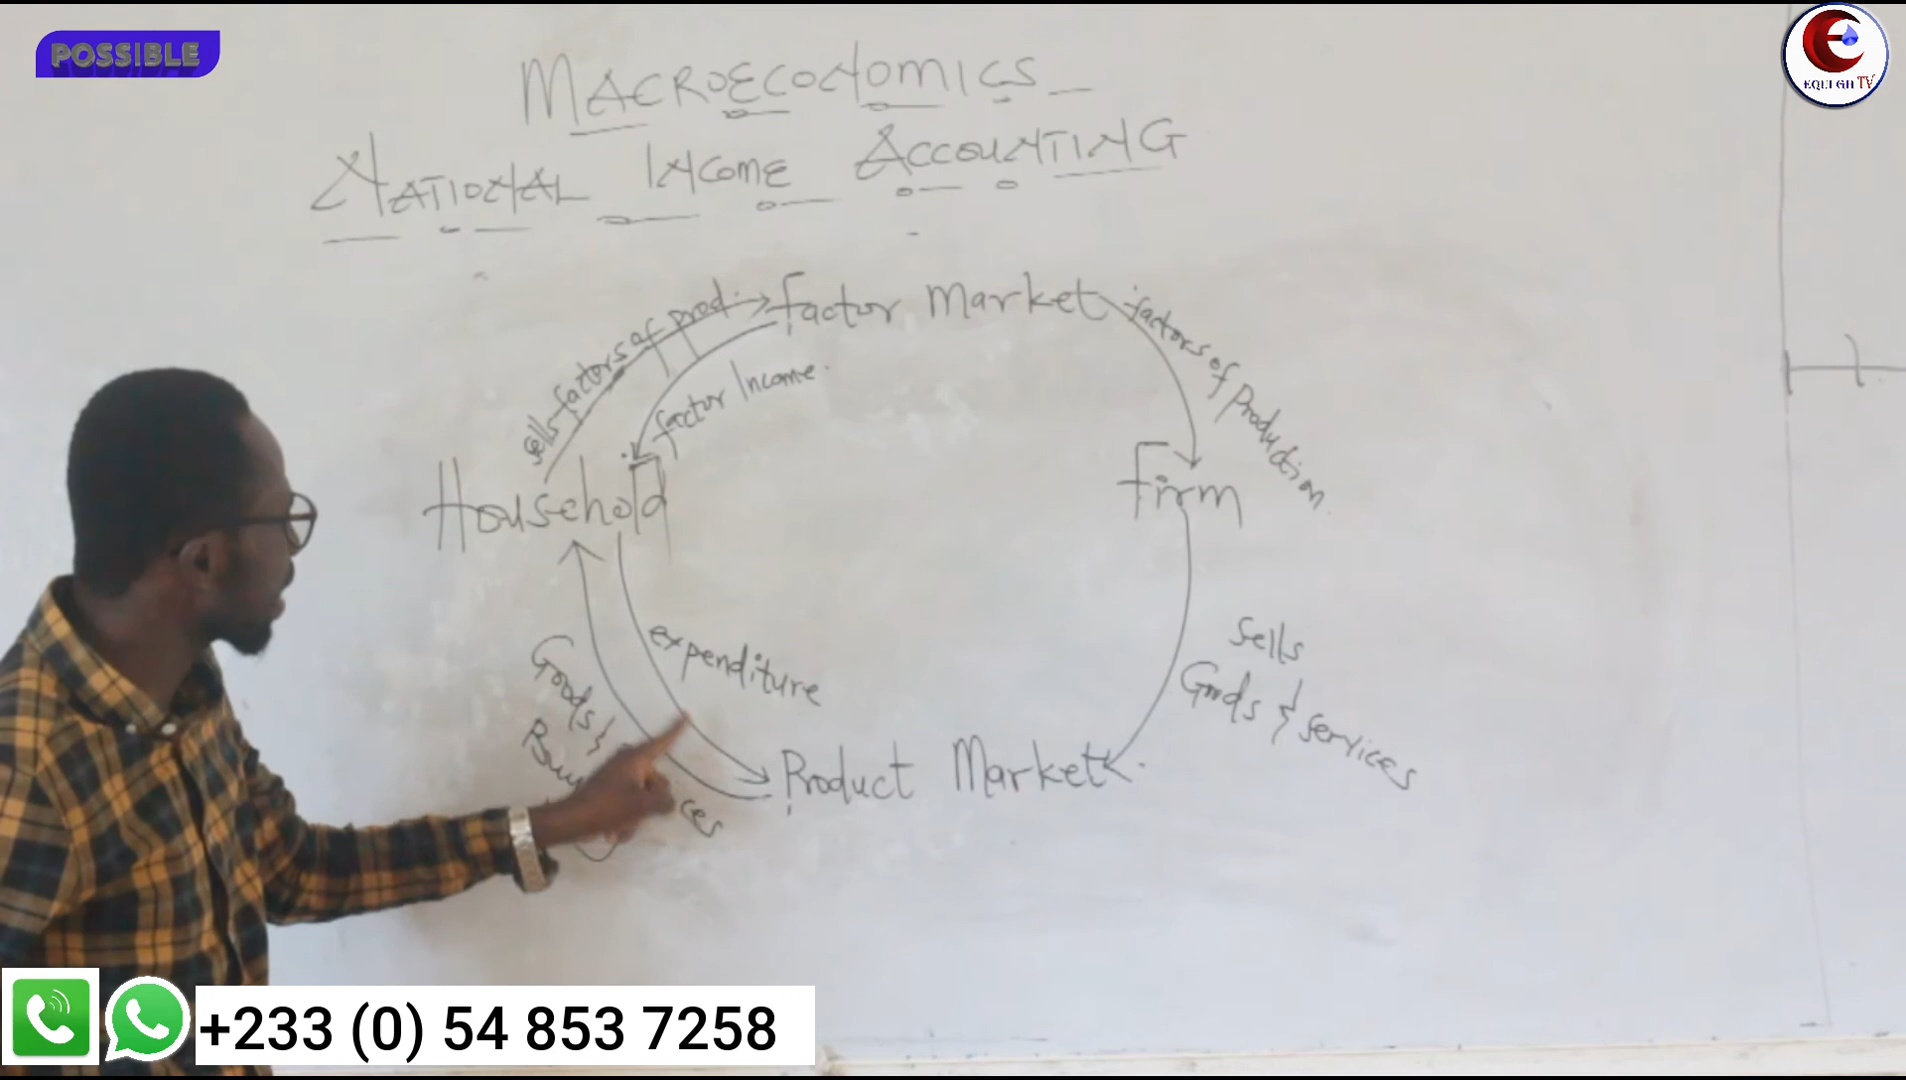 POSSIBLE
EQUI GH TV
MACROECONOMICS
NATIONAL INCOME ACCOUNTING
sells factors of prod.
Factor Market
factors of Production
factor Income.
Household
Firm
expenditure
Goods &
Sells
Goods & services
Product Market
+233 (0) 54 853 7258